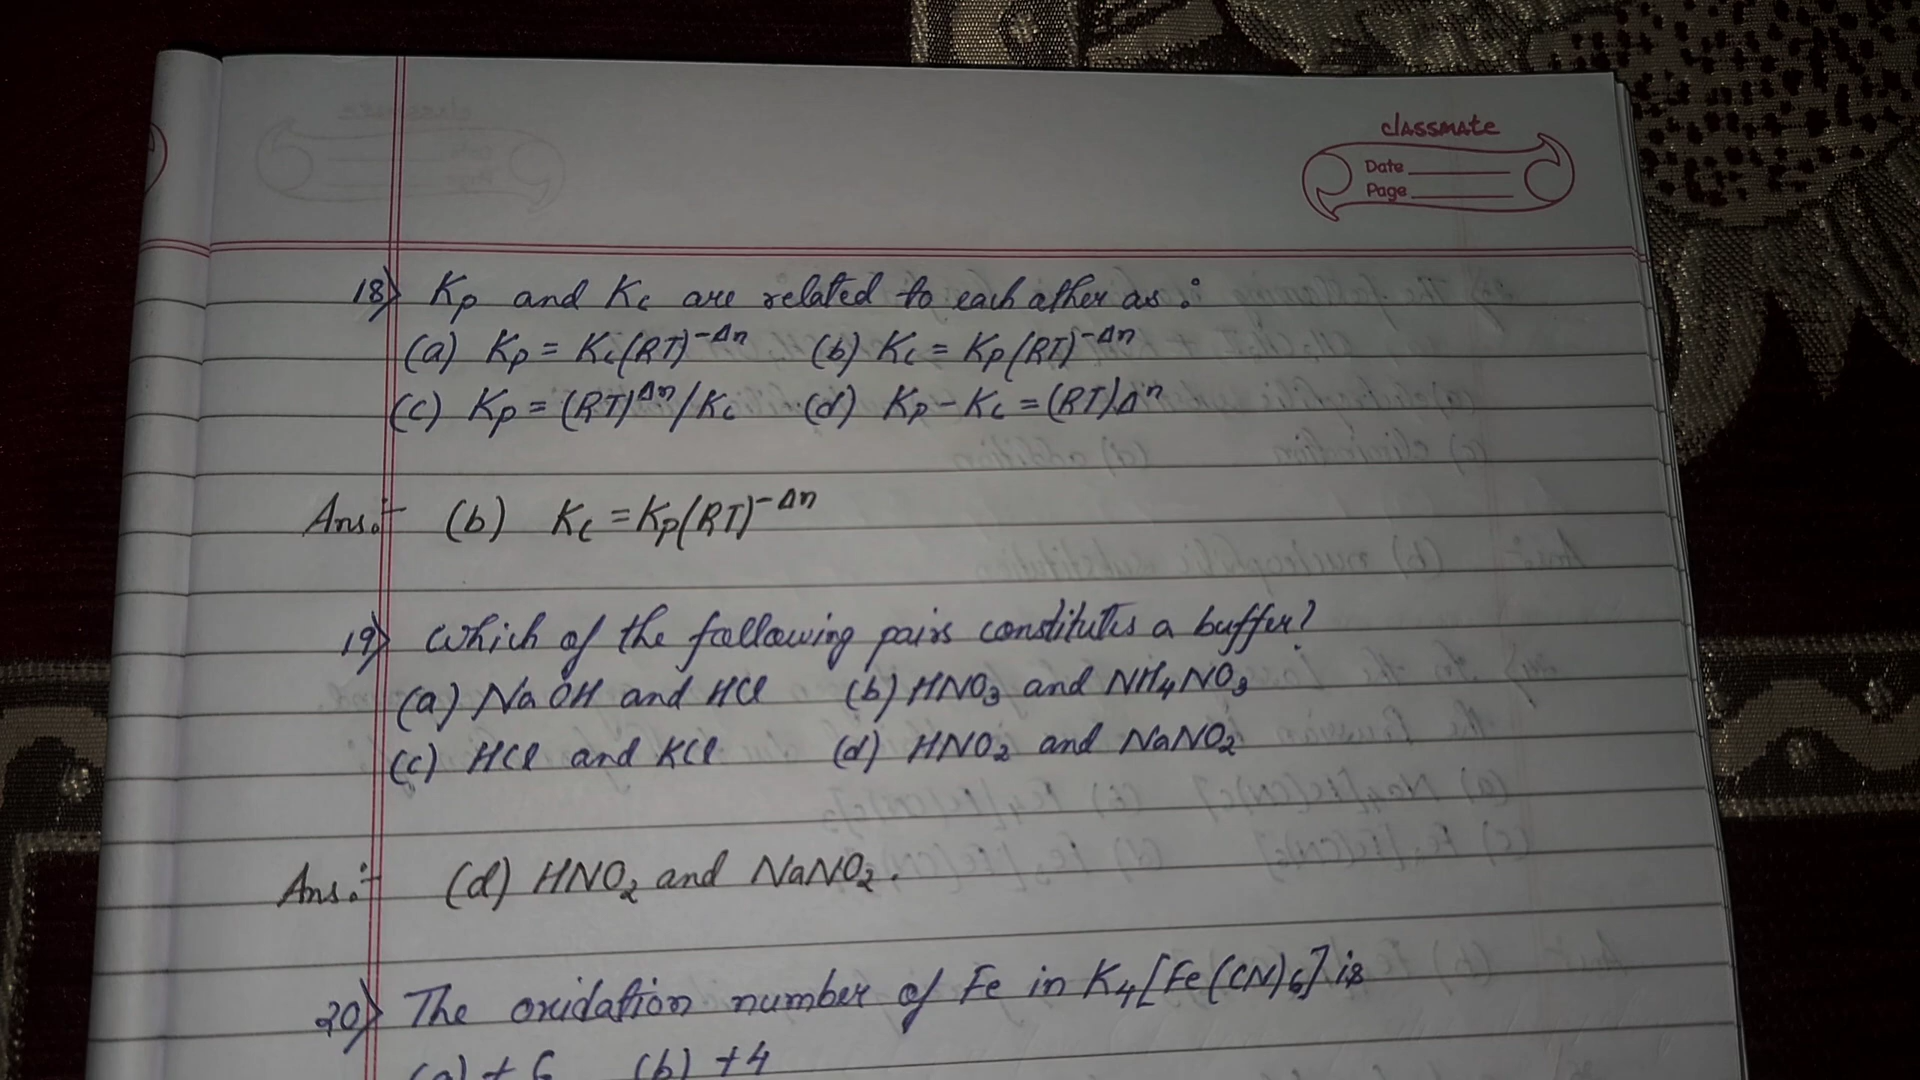 classmate
Date
Page
18) Kp and Kc are related to each other as :
(a) Kp = Kc(RT)^-Δn (b) Kc = Kp(RT)^-Δn
(c) Kp = (RT)^Δn/Kc (d) Kp - Kc = (RT)Δ^n
Ans.:- (b) Kc = Kp(RT)^-Δn
19) Which of the following pairs constitutes a buffer?
(a) NaOH and HCl (b) HNO₃ and NH₄NO₃
(c) HCl and KCl (d) HNO₂ and NaNO₂
Ans.:- (d) HNO₂ and NaNO₂.
20) The oxidation number of Fe in K₄[Fe(CN)₆] is
(a) +6 (b) +4